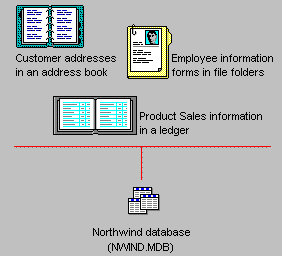 Customer addresses
in an address book
Employee information
forms in file folders
Product Sales information
in a ledger
Northwind database
(NWIND.MDB)